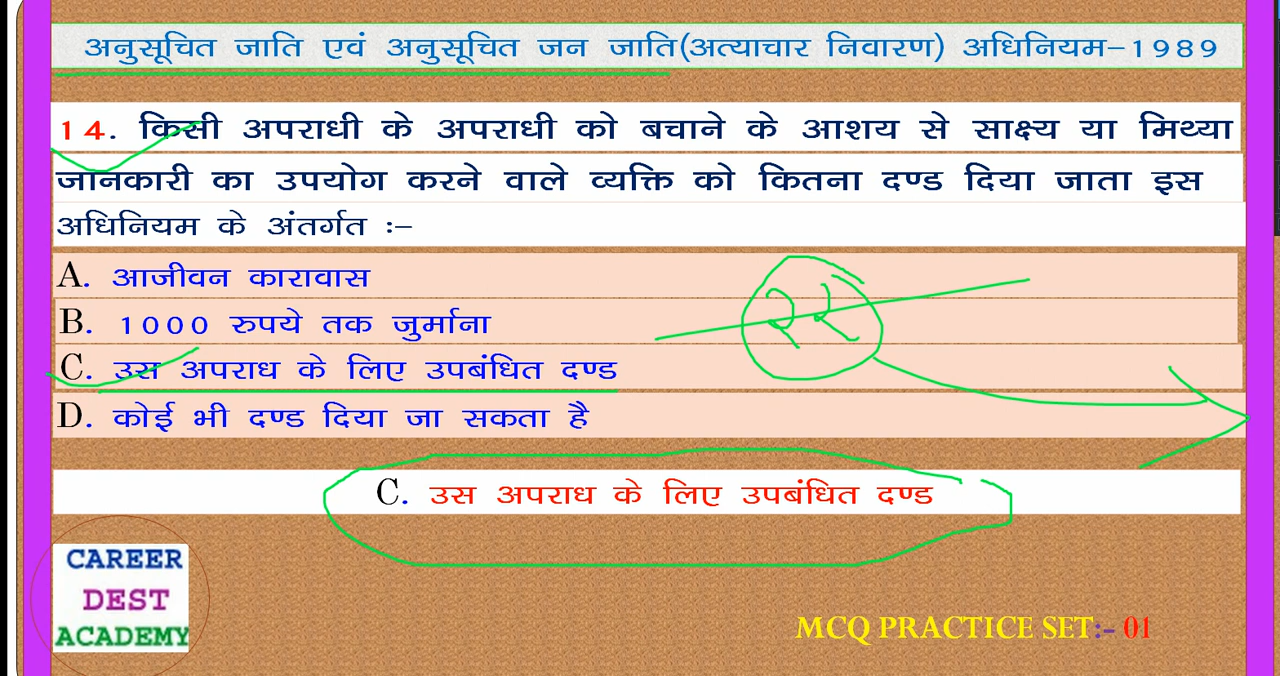 अनुसूचित जाति एवं अनुसूचित जन जाति(अत्याचार निवारण) अधिनियम–1989
14. किसी अपराधी के अपराधी को बचाने के आशय से साक्ष्य या मिथ्या
जानकारी का उपयोग करने वाले व्यक्ति को कितना दण्ड दिया जाता इस
अधिनियम के अंतर्गत :–
A. आजीवन कारावास
B. 1000 रुपये तक जुर्माना
C. उस अपराध के लिए उपबंधित दण्ड
D. कोई भी दण्ड दिया जा सकता है
C. उस अपराध के लिए उपबंधित दण्ड
CAREER
DEST
ACADEMY
MCQ PRACTICE SET:- 01